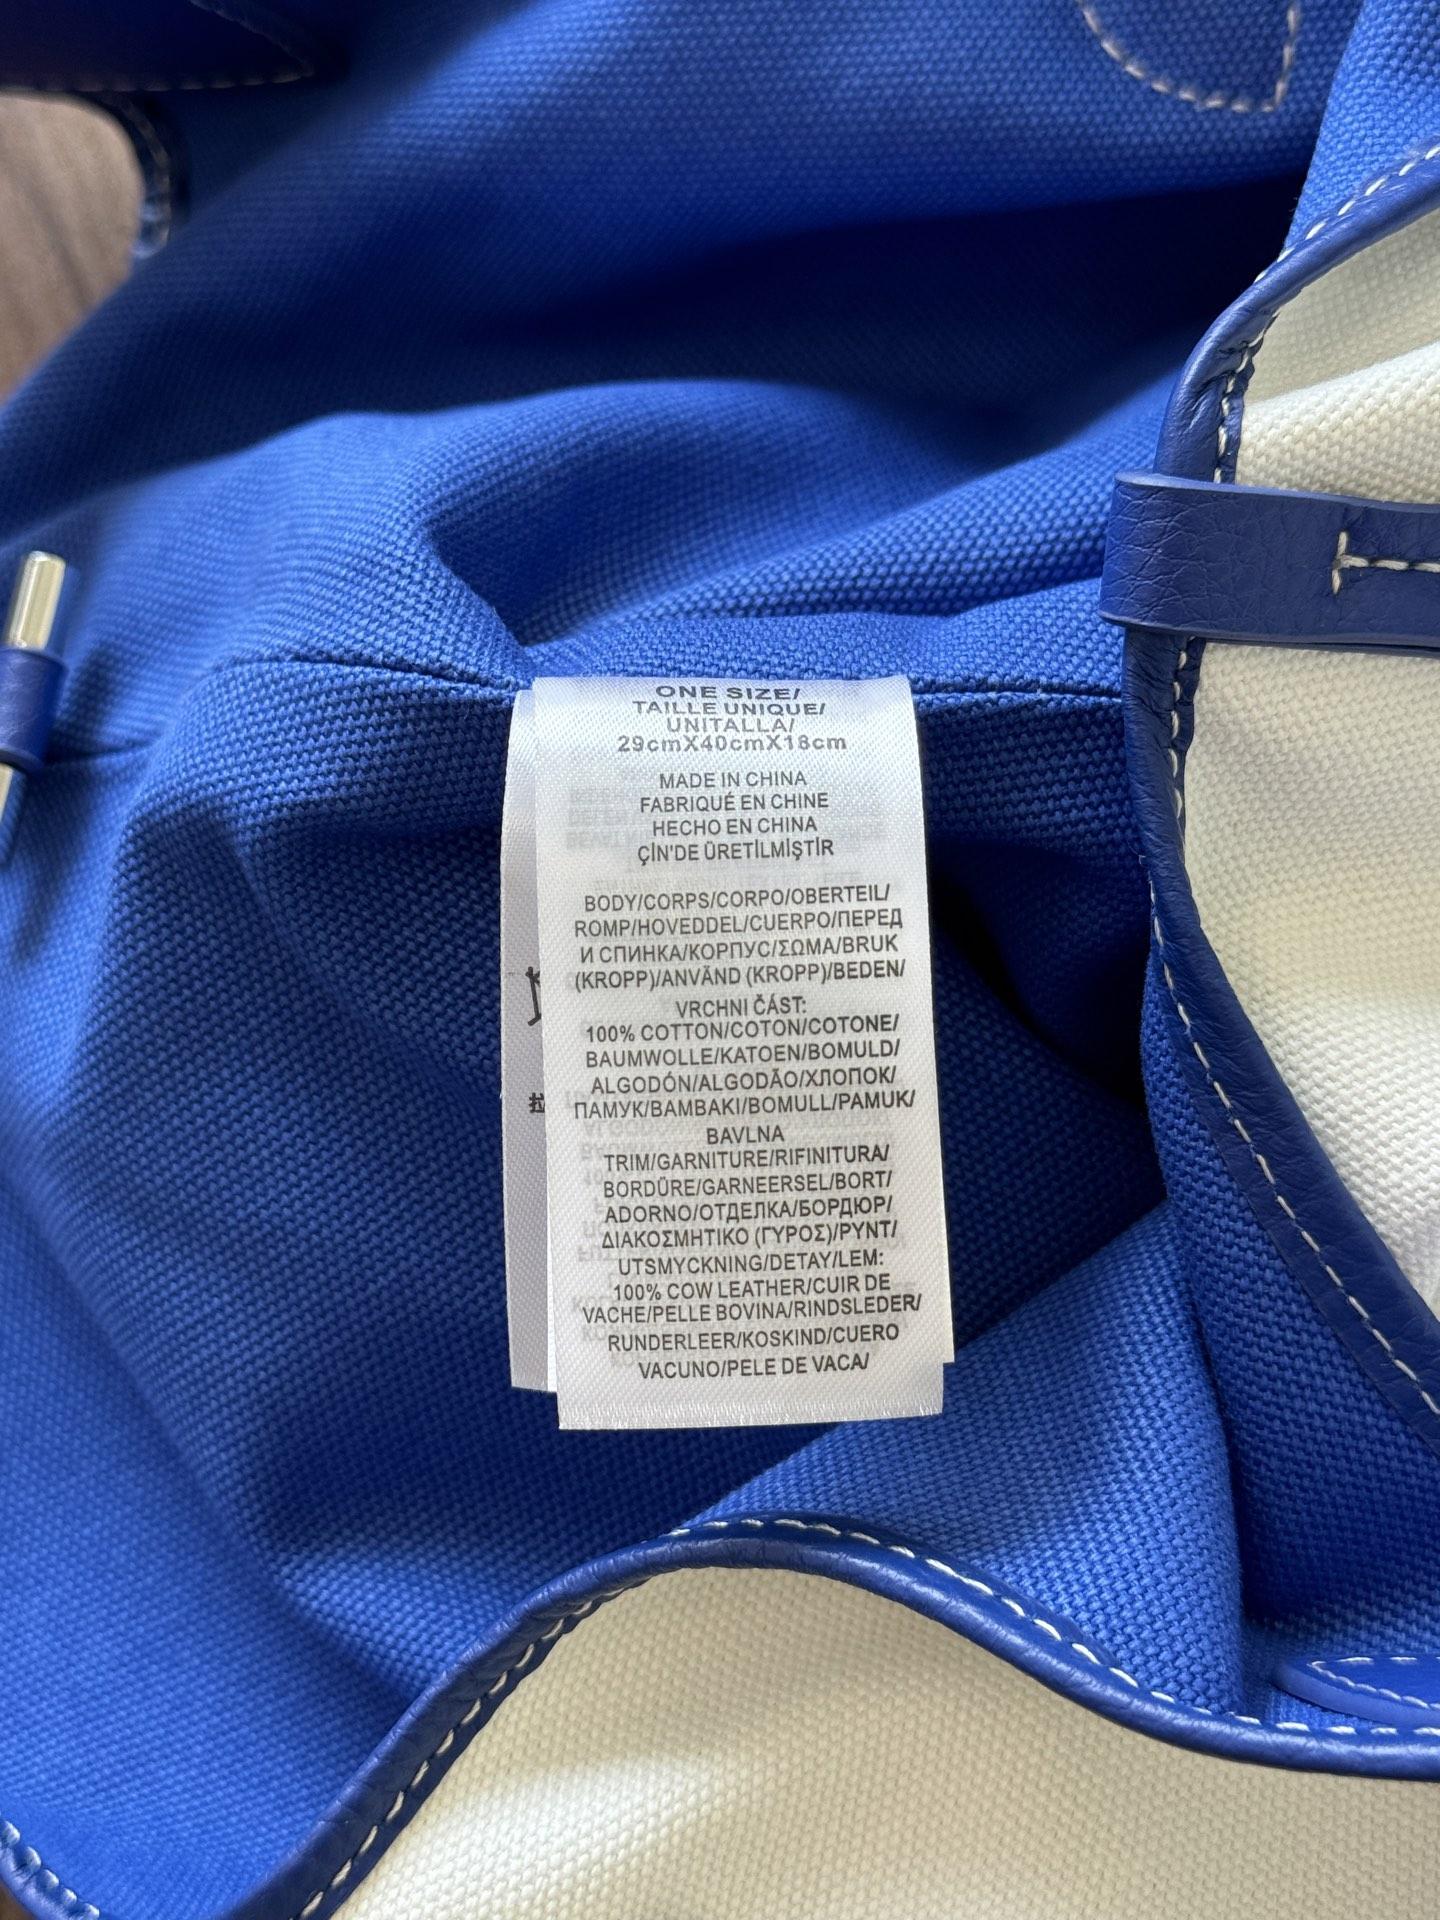 ONE SIZE/
TAILLE UNIQUE/
UNITALLA/
29cmX40cmX18cm
MADE IN CHINA
FABRIQUÉ EN CHINE
HECHO EN CHINA
ÇİN'DE ÜRETİLMİŞTİR
BODY/CORPS/CORPO/OBERTEIL/
ROMP/HOVEDDEL/CUERPO/ПЕРЕД
И СПИНКА/КОРПУС/ΣΩΜΑ/BRUK
(KROPP)/ANVÄND (KROPP)/BEDEN/
VRCHNI ČÁST:
100% COTTON/COTON/COTONE/
BAUMWOLLE/KATOEN/BOMULD/
ALGODÓN/ALGODÃO/ХЛОПОК/
ПАМУК/BAMBAKI/BOMULL/PAMUK/
BAVLNA
TRIM/GARNITURE/RIFINITURA/
BORDÜRE/GARNEERSEL/BORT/
ADORNO/ОТДЕЛКА/БОРДЮР/
ΔΙΑΚΟΣΜΗΤΙΚΟ (ΓΥΡΟΣ)/PYNT/
UTSMYCKNING/DETAY/LEM:
100% COW LEATHER/CUIR DE
VACHE/PELLE BOVINA/RINDSLEDER/
RUNDERLEER/KOSKIND/CUERO
VACUNO/PELE DE VACA/